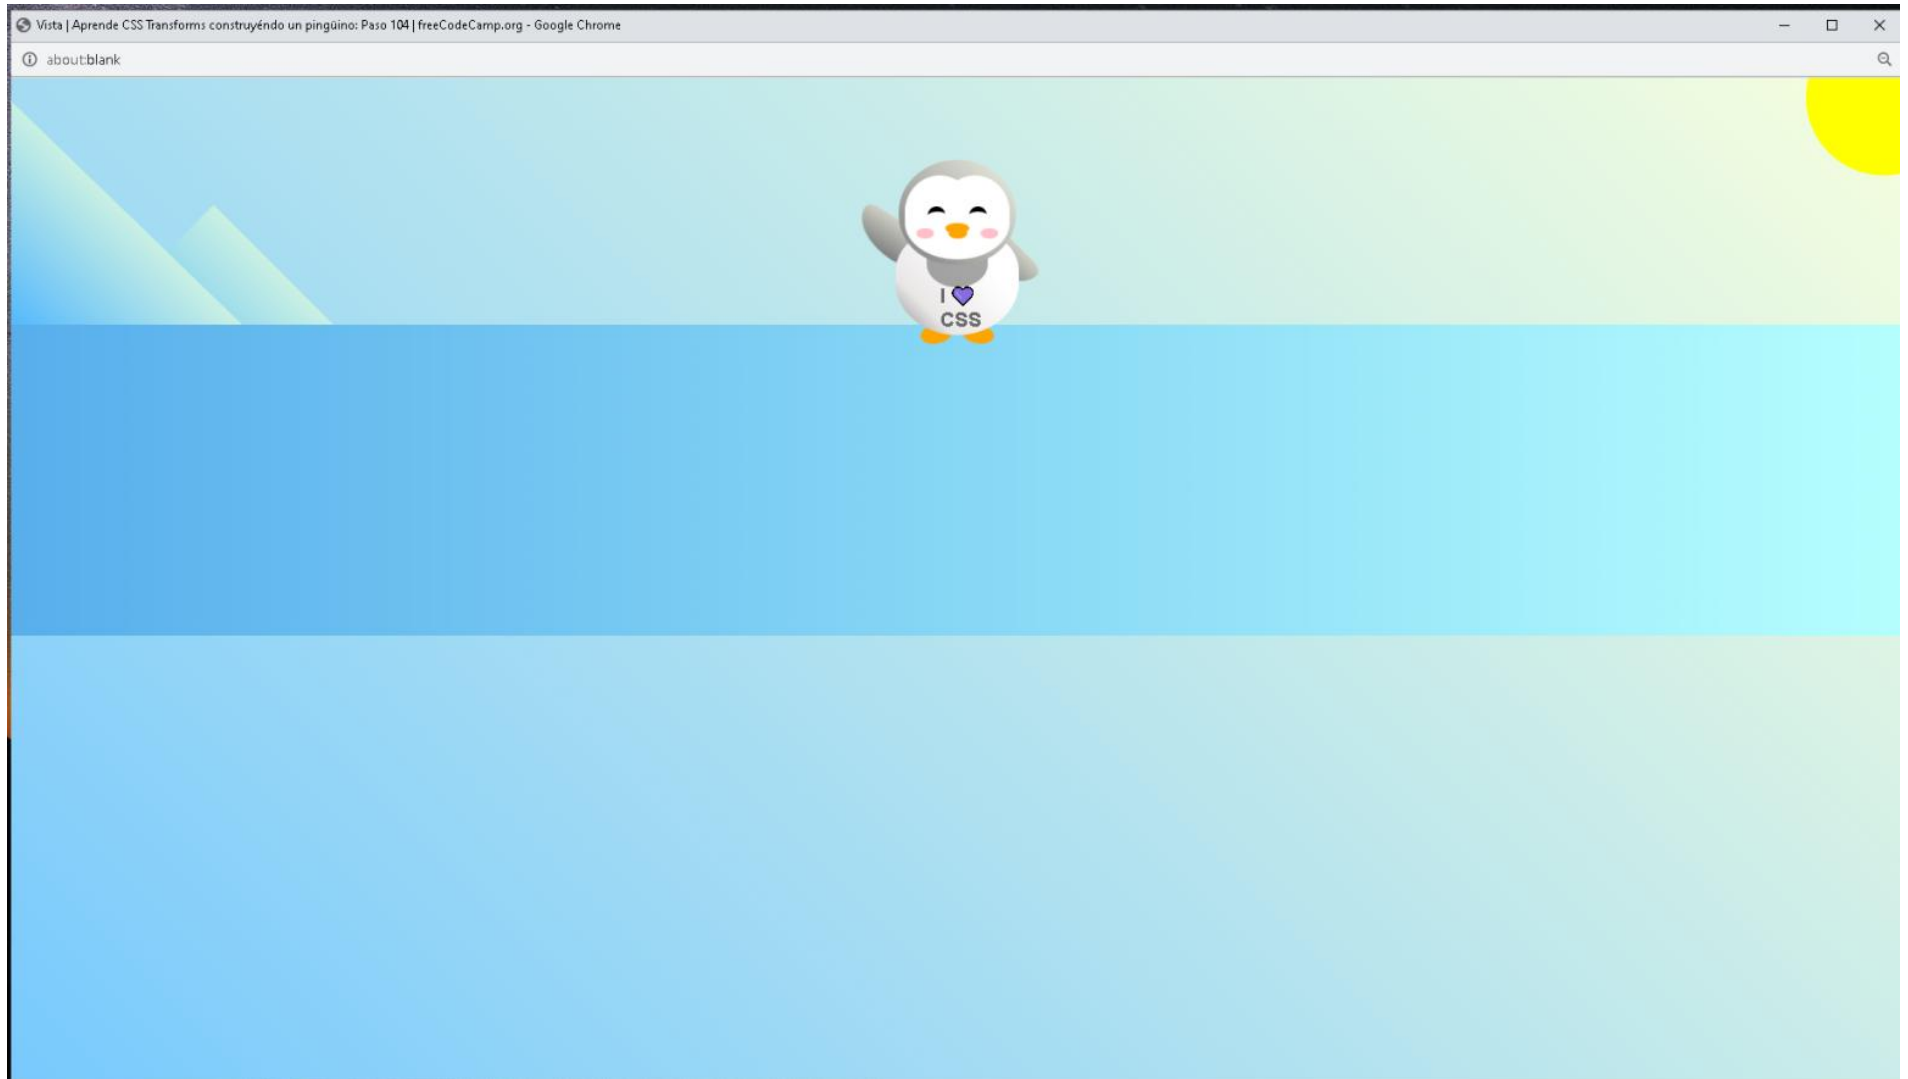 Vista | Aprende CSS Transforms construyéndo un pingüino: Paso 104 | freeCodeCamp.org - Google Chrome
about:blank
I
CSS